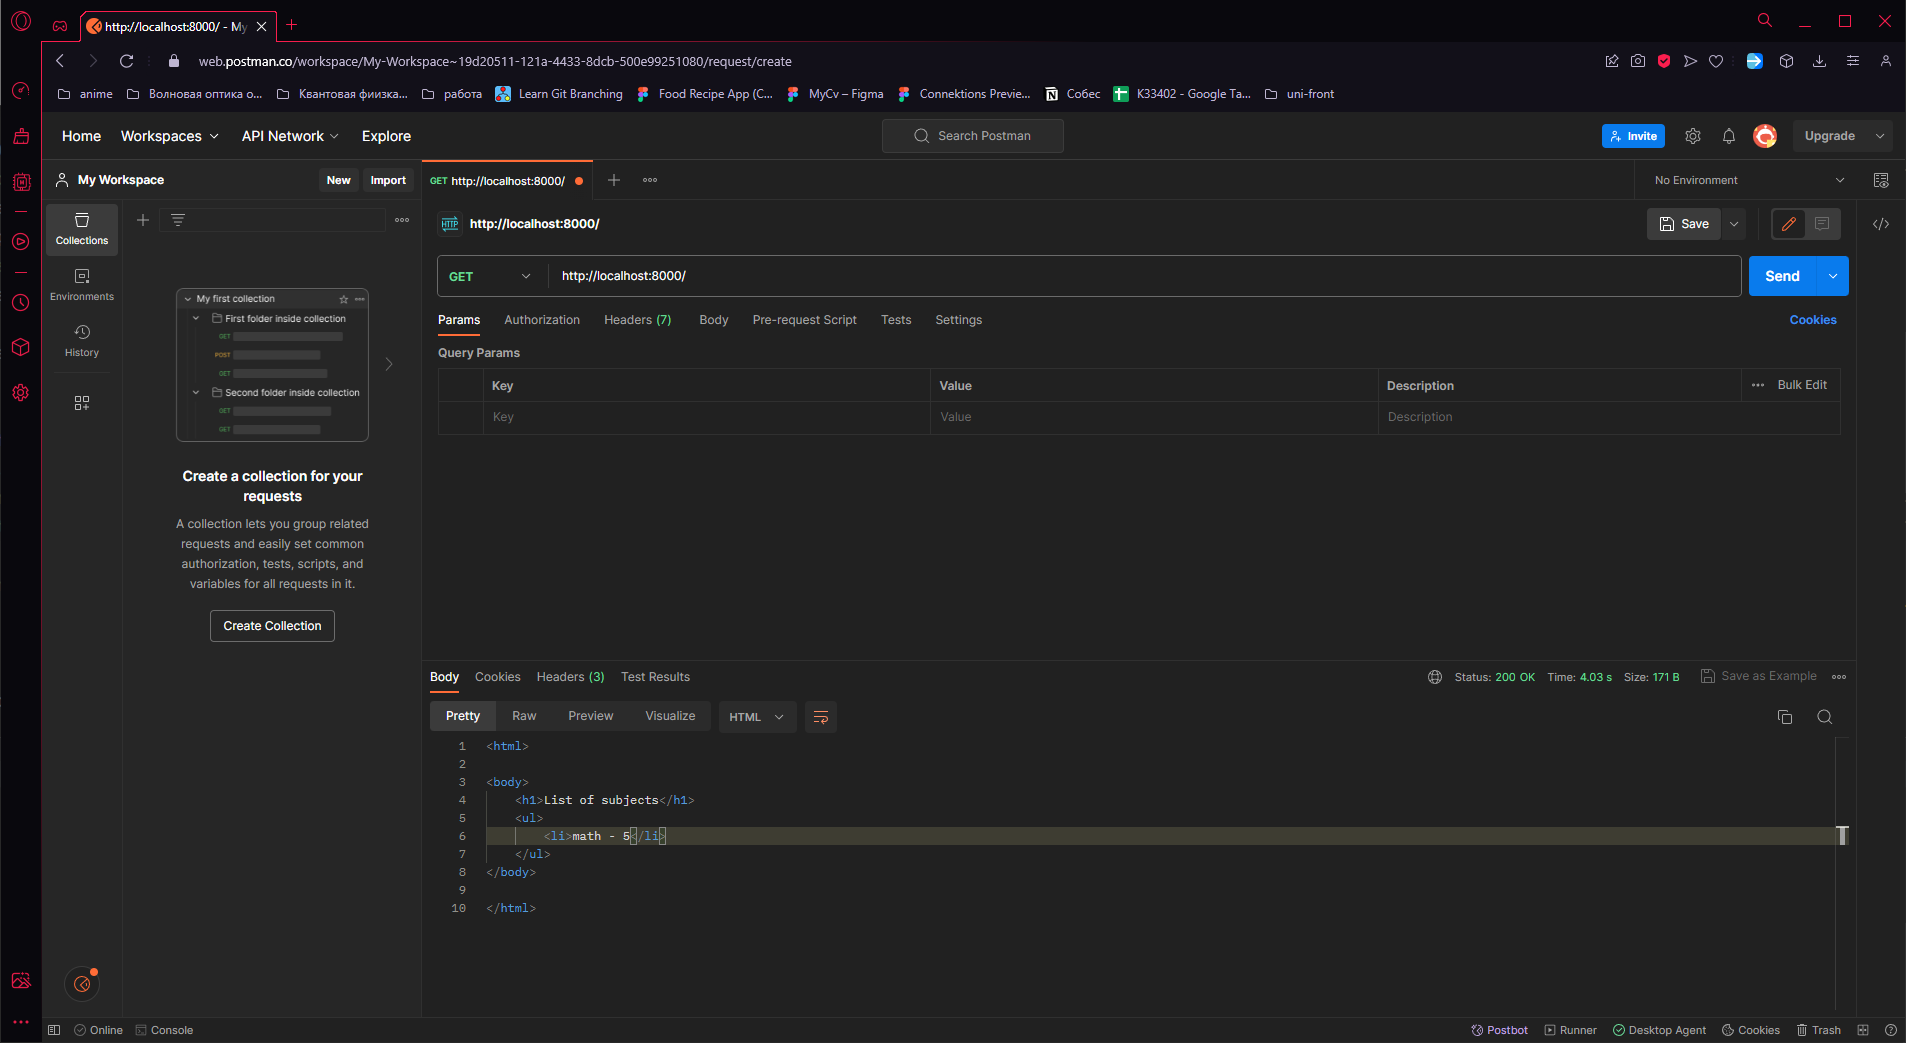 http://localhost:8000/ - My
web.postman.co/workspace/My-Workspace~19d20511-121a-4433-8dcb-500e99251080/request/create
anime Волновая оптика о... Квантовая фиизка... работа Learn Git Branching Food Recipe App (C... MyCv – Figma Connektions Previe... Собес K33402 - Google Ta... uni-front
Home Workspaces API Network Explore Search Postman Invite Upgrade
My Workspace New Import GET http://localhost:8000/ No Environment
Collections
Environments
History
HTTP http://localhost:8000/ Save
GET http://localhost:8000/ Send
Params Authorization Headers (7) Body Pre-request Script Tests Settings Cookies
Query Params
Key Value Description Bulk Edit
Key Value Description
My first collection
First folder inside collection
GET
POST
GET
Second folder inside collection
GET
GET
Create a collection for your
requests
A collection lets you group related
requests and easily set common
authorization, tests, scripts, and
variables for all requests in it.
Create Collection
Body Cookies Headers (3) Test Results Status: 200 OK Time: 4.03 s Size: 171 B Save as Example
Pretty Raw Preview Visualize HTML
1 <html>
2
3 <body>
4 <h1>List of subjects</h1>
5 <ul>
6 <li>math - 5</li>
7 </ul>
8 </body>
9
10 </html>
Online Console Postbot Runner Desktop Agent Cookies Trash